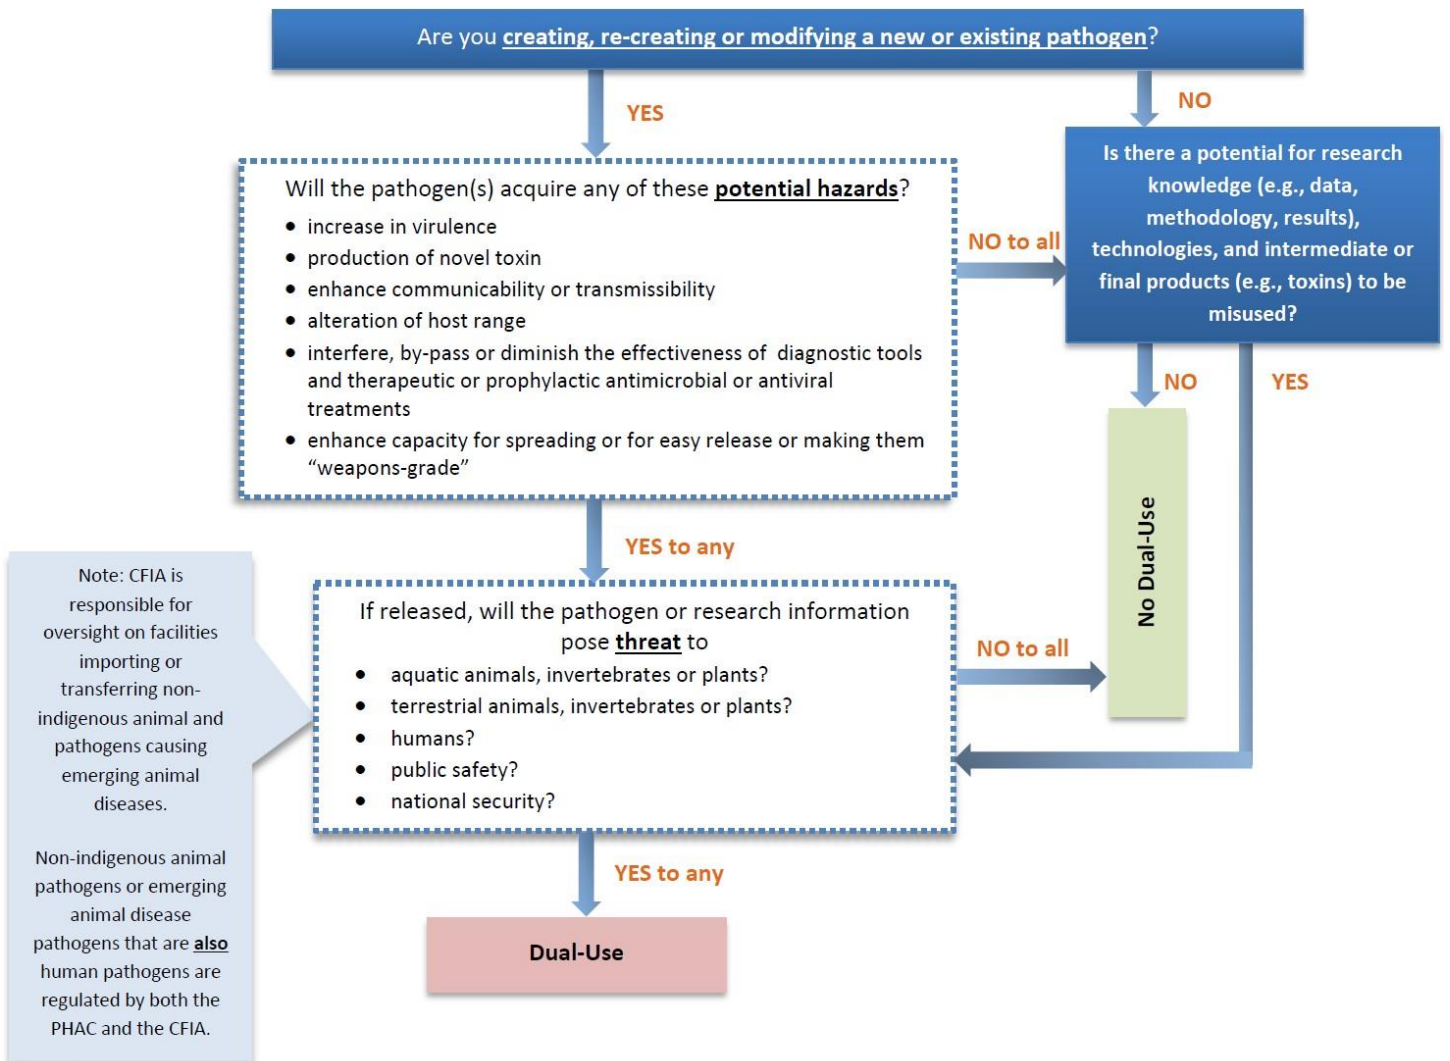 Are you creating, re-creating or modifying a new or existing pathogen?
YES
NO
Will the pathogen(s) acquire any of these potential hazards?
• increase in virulence
• production of novel toxin
• enhance communicability or transmissibility
• alteration of host range
• interfere, by-pass or diminish the effectiveness of diagnostic tools
and therapeutic or prophylactic antimicrobial or antiviral
treatments
• enhance capacity for spreading or for easy release or making them
“weapons-grade”
NO to all
Is there a potential for research
knowledge (e.g., data,
methodology, results),
technologies, and intermediate or
final products (e.g., toxins) to be
misused?
NO
YES
YES to any
No Dual-Use
Note: CFIA is
responsible for
oversight on facilities
importing or
transferring non-
indigenous animal and
pathogens causing
emerging animal
diseases.
Non-indigenous animal
pathogens or emerging
animal disease
pathogens that are also
human pathogens are
regulated by both the
PHAC and the CFIA.
If released, will the pathogen or research information
pose threat to
• aquatic animals, invertebrates or plants?
• terrestrial animals, invertebrates or plants?
• humans?
• public safety?
• national security?
NO to all
YES to any
Dual-Use